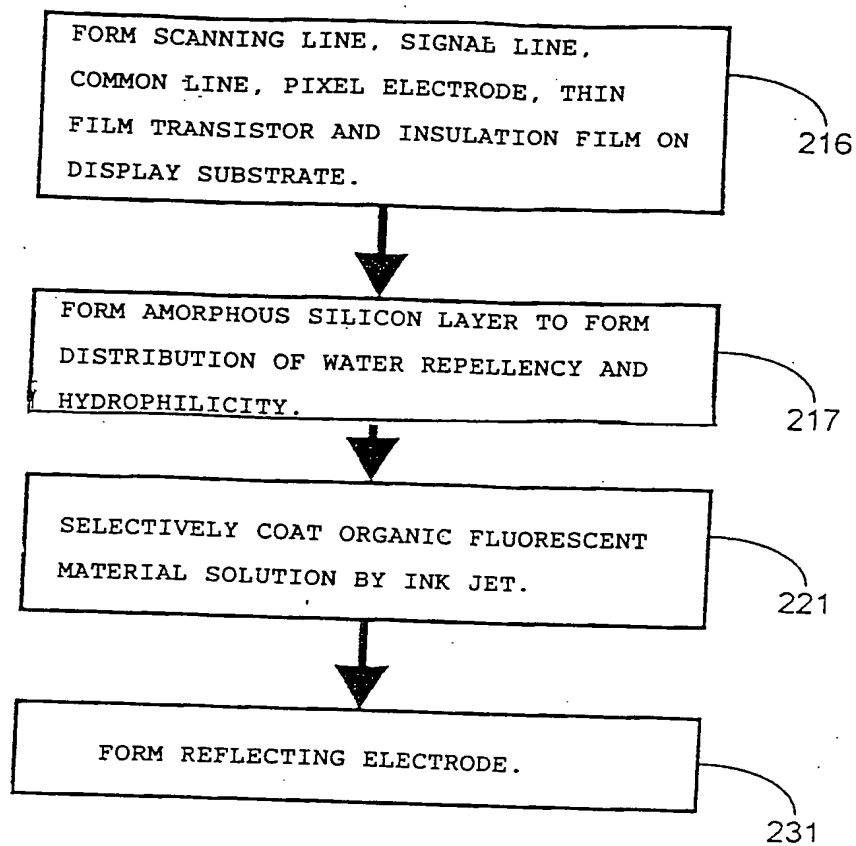 FORM SCANNING LINE, SIGNAL LINE,
COMMON LINE, PIXEL ELECTRODE, THIN
FILM TRANSISTOR AND INSULATION FILM ON
DISPLAY SUBSTRATE.
216
FORM AMORPHOUS SILICON LAYER TO FORM
DISTRIBUTION OF WATER REPELLENCY AND
HYDROPHILICITY.
217
SELECTIVELY COAT ORGANIC FLUORESCENT
MATERIAL SOLUTION BY INK JET.
221
FORM REFLECTING ELECTRODE.
231